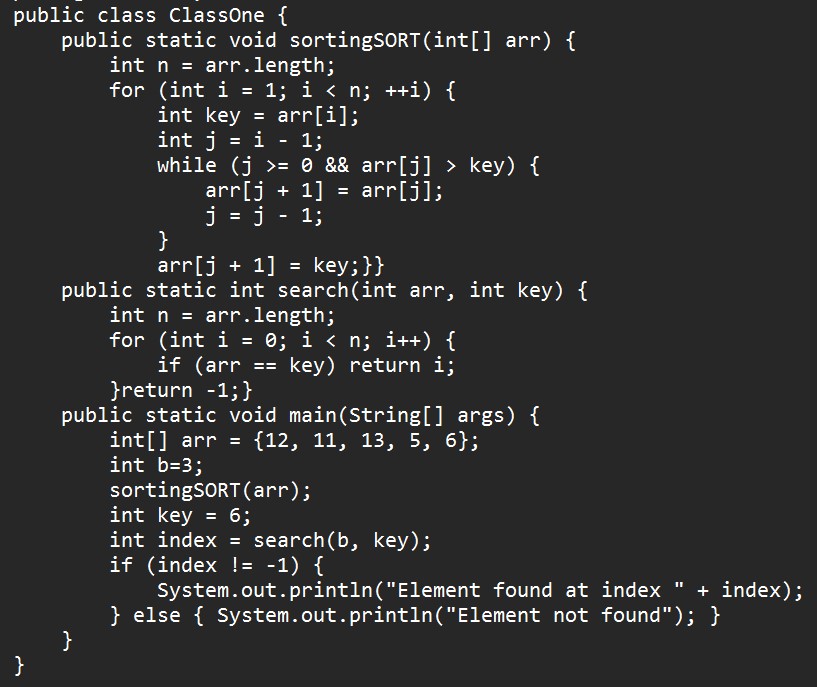 public class ClassOne {
    public static void sortingSORT(int[] arr) {
        int n = arr.length;
        for (int i = 1; i < n; ++i) {
            int key = arr[i];
            int j = i - 1;
            while (j >= 0 && arr[j] > key) {
                arr[j + 1] = arr[j];
                j = j - 1;
            }
            arr[j + 1] = key;}}
    public static int search(int arr, int key) {
        int n = arr.length;
        for (int i = 0; i < n; i++) {
            if (arr == key) return i;
        }return -1;}
    public static void main(String[] args) {
        int[] arr = {12, 11, 13, 5, 6};
        int b=3;
        sortingSORT(arr);
        int key = 6;
        int index = search(b, key);
        if (index != -1) {
            System.out.println("Element found at index " + index);
        } else { System.out.println("Element not found"); }
    }
}